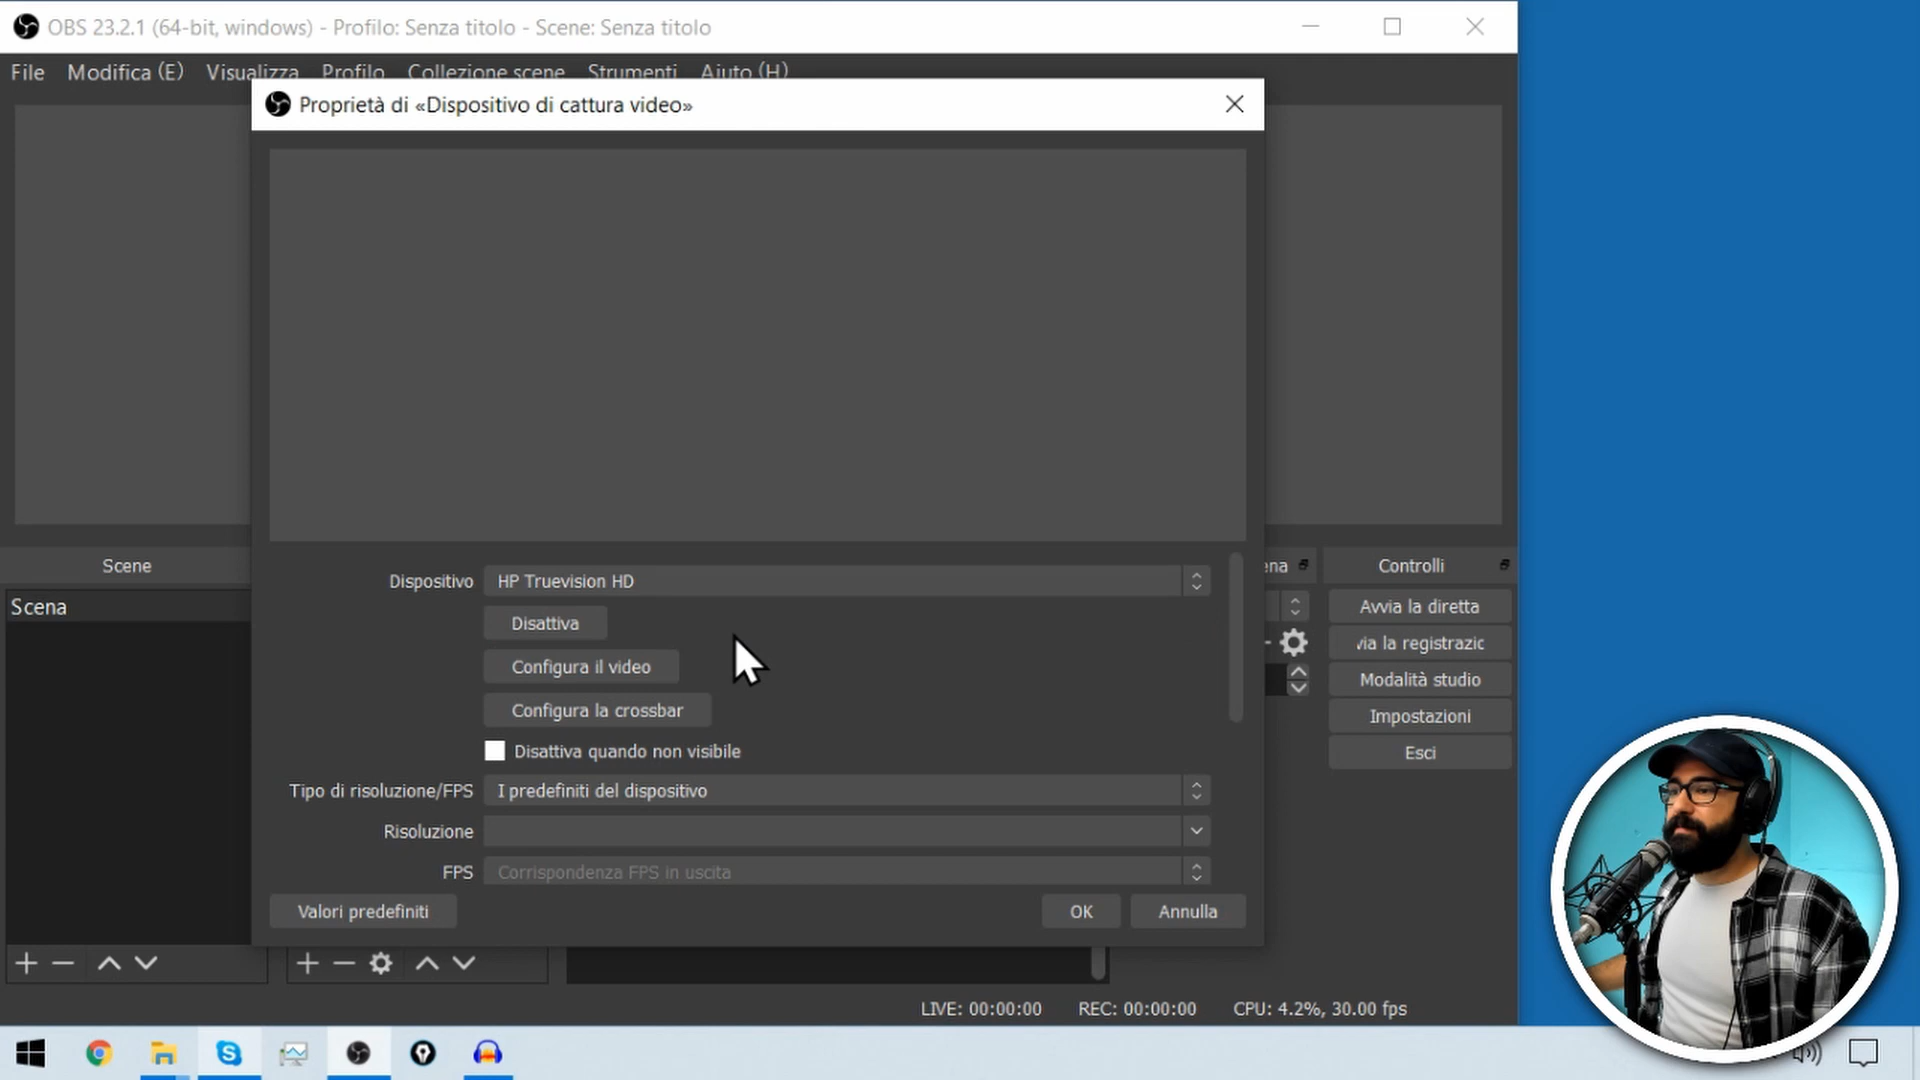 OBS 23.2.1 (64-bit, windows) - Profilo: Senza titolo - Scene: Senza titolo
File Modifica (E) Visualizza Profilo Collezione scene Strumenti Aiuto (H)
Proprietà di «Dispositivo di cattura video»
Dispositivo HP Truevision HD
Disattiva
Configura il video
Configura la crossbar
Disattiva quando non visibile
Tipo di risoluzione/FPS I predefiniti del dispositivo
Risoluzione
FPS Corrispondenza FPS in uscita
Valori predefiniti OK Annulla
Scene
Scena
ena
Controlli
Avvia la diretta
via la registrazic
Modalità studio
Impostazioni
Esci
LIVE: 00:00:00 REC: 00:00:00 CPU: 4.2%, 30.00 fps